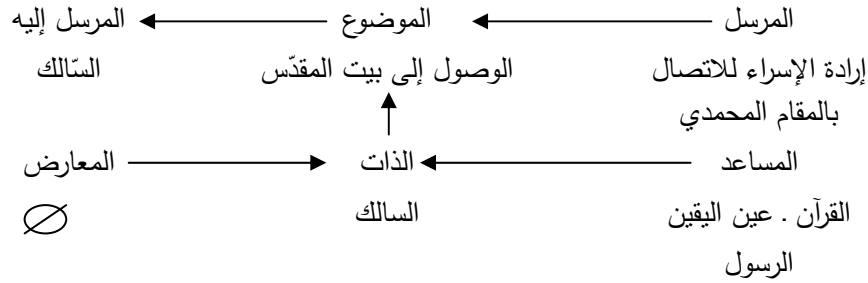 المرسل الموضوع المرسل إليه
إرادة الإسراء للاتصال الوصول إلى بيت المقدّس السّالك
بالمقام المحمدي
المساعد الذات المعارض
القرآن . عين اليقين السالك ∅
الرسول